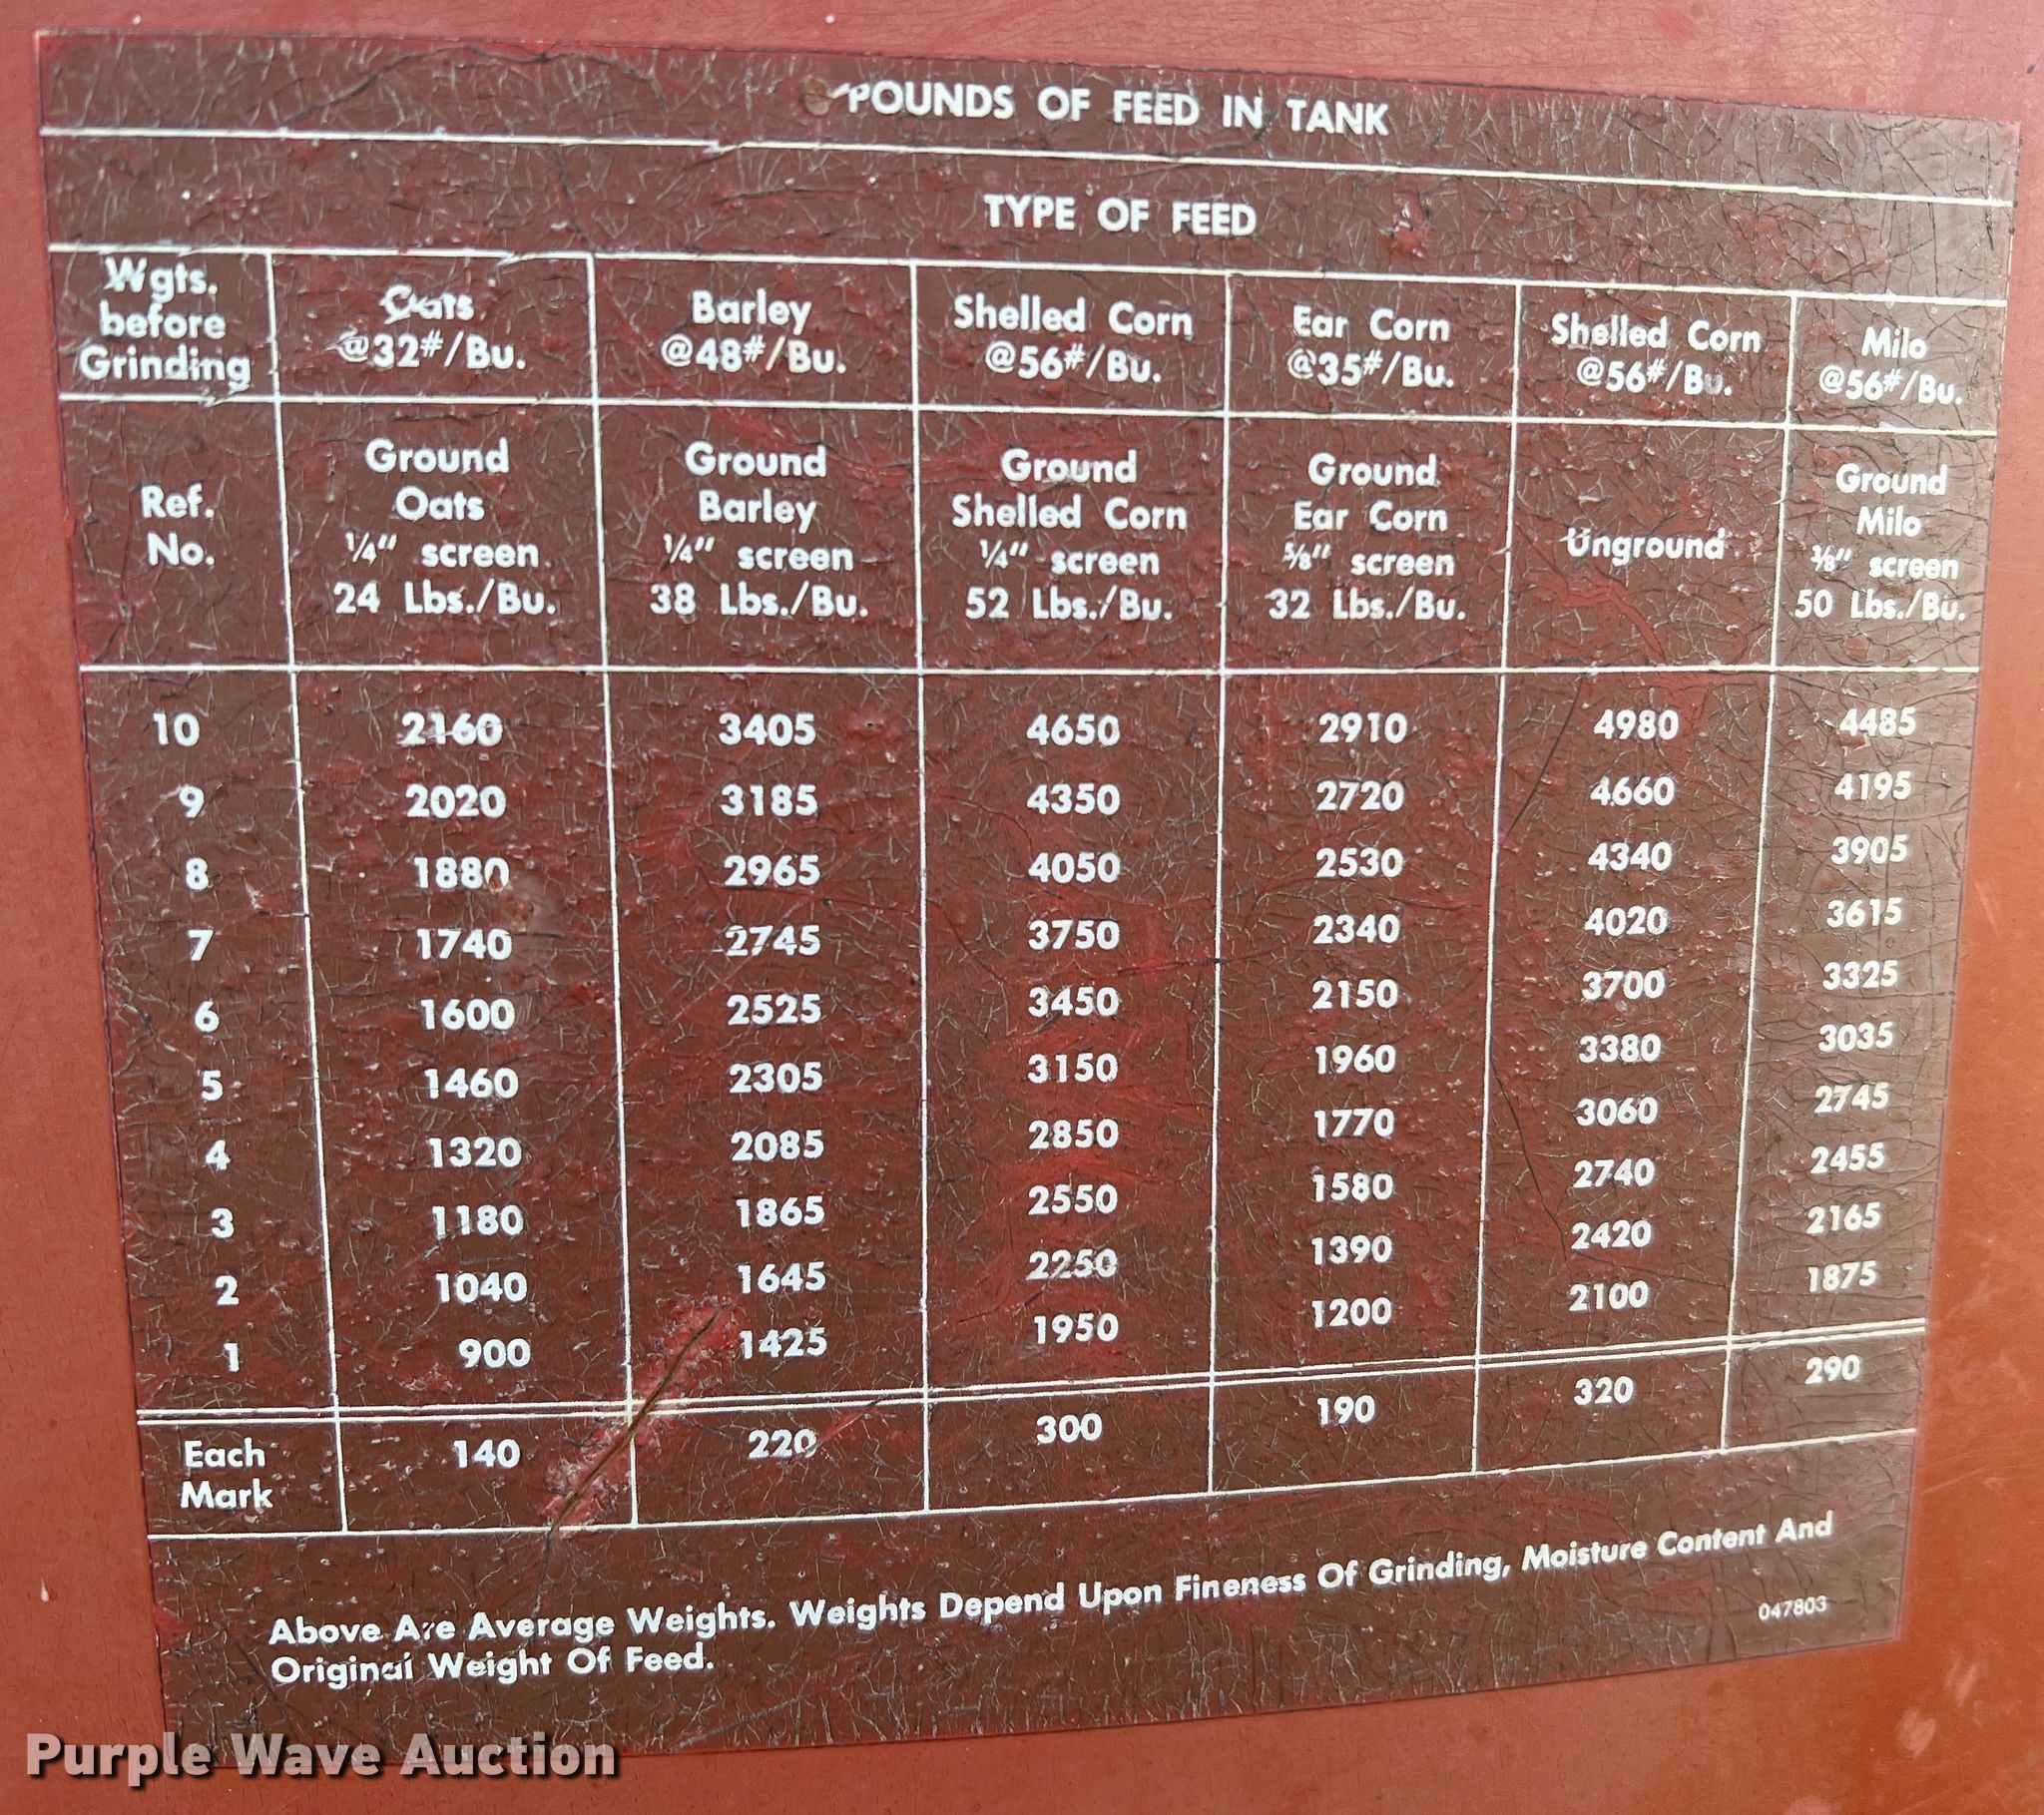 POUNDS OF FEED IN TANK
TYPE OF FEED
Wgts. before Grinding | Oats @32#/Bu. | Barley @48#/Bu. | Shelled Corn @56#/Bu. | Ear Corn @35#/Bu. | Shelled Corn @56#/Bu. | Milo @56#/Bu.
Ref. No. | Ground Oats 1/4" screen 24 Lbs./Bu. | Ground Barley 1/4" screen 38 Lbs./Bu. | Ground Shelled Corn 1/4" screen 52 Lbs./Bu. | Ground Ear Corn 5/8" screen 32 Lbs./Bu. | Unground | Ground Milo 1/8" screen 50 Lbs./Bu.
10 2160 3405 4650 2910 4980 4485
9 2020 3185 4350 2720 4660 4195
8 1880 2965 4050 2530 4340 3905
7 1740 2745 3750 2340 4020 3615
6 1600 2525 3450 2150 3700 3325
5 1460 2305 3150 1960 3380 3035
4 1320 2085 2850 1770 3060 2745
3 1180 1865 2550 1580 2740 2455
2 1040 1645 2250 1390 2420 2165
1 900 1425 1950 1200 2100 1875
Each Mark 140 220 300 190 320 290
Above Are Average Weights. Weights Depend Upon Fineness Of Grinding, Moisture Content And
Original Weight Of Feed.
047803
Purple Wave Auction